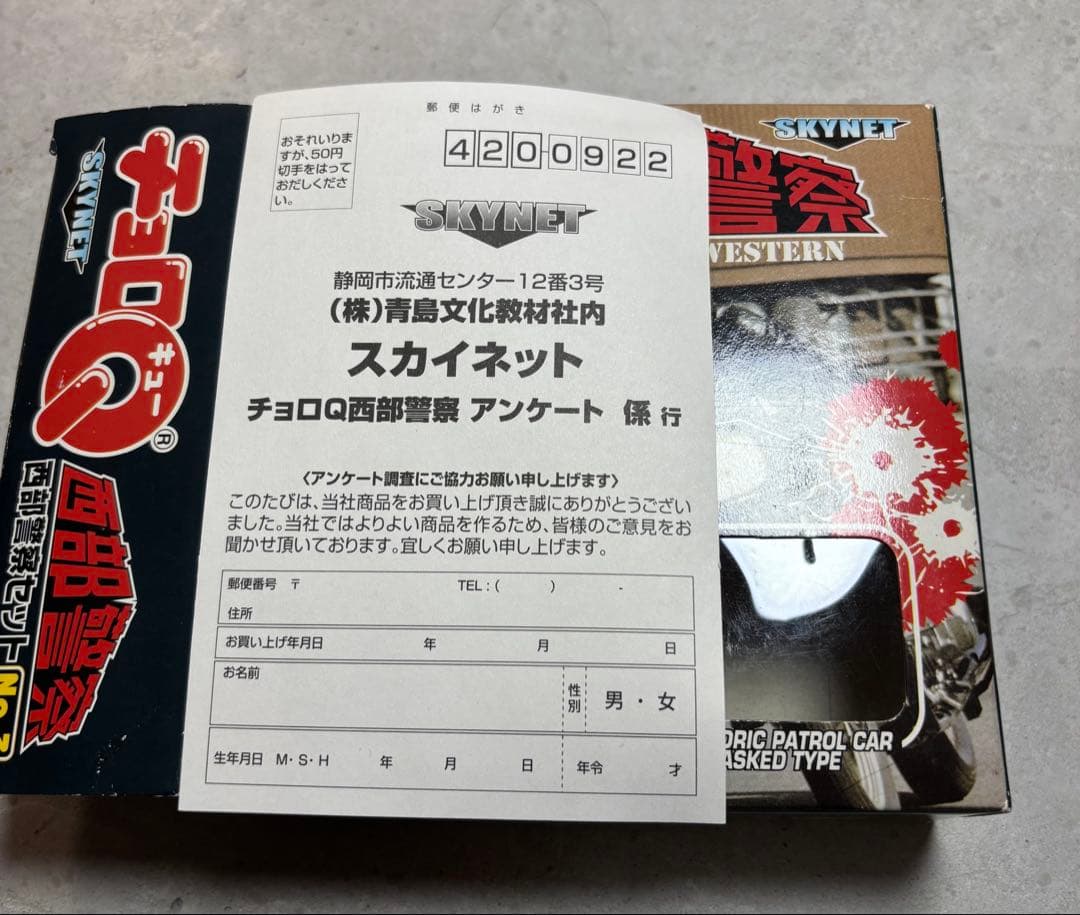 SKYNET
チョロQ
キュー
®
西部警察
西部警察セット No.
郵便はがき
おそれいりま
すが、50円
切手をはって
おだしくださ
い。
420-0922
SKYNET
静岡市流通センター12番3号
(株)青島文化教材社内
スカイネット
チョロQ西部警察 アンケート 係 行
〈アンケート調査にご協力お願い申し上げます〉
このたびは、当社商品をお買い上げ頂き誠にありがとうござい
ました。当社ではよりよい商品を作るため、皆様のご意見をお
聞かせ頂いております。宜しくお願い申し上げます。
郵便番号 〒 TEL:( ) -
住所
お買い上げ年月日 年 月 日
お名前
性別 男・女
生年月日 M・S・H 年 月 日 年令 才
SKYNET
警察
WESTERN
ORIC PATROL CAR
ASKED TYPE